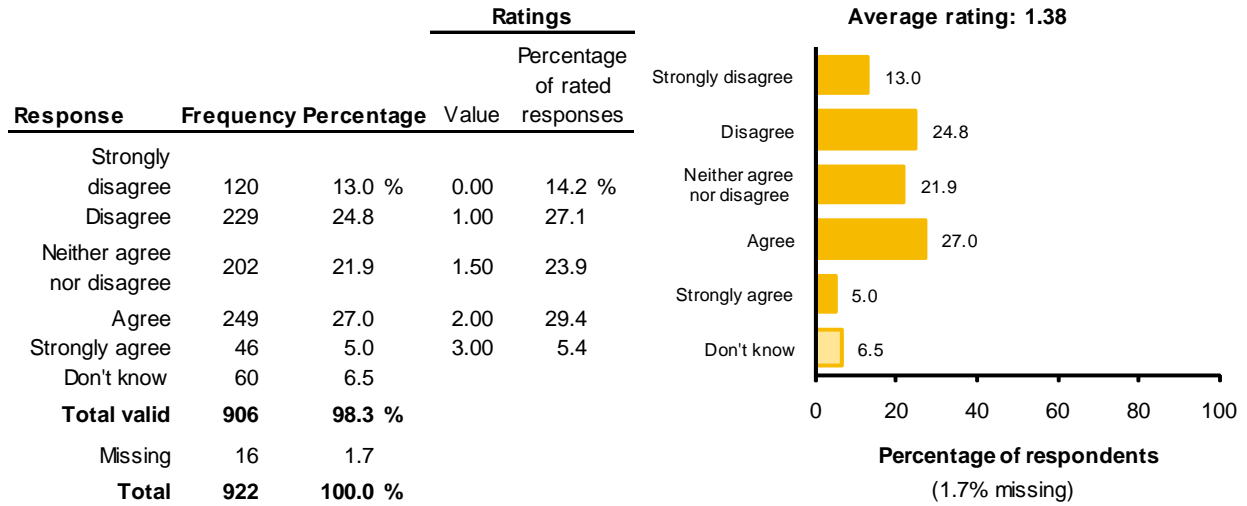 Ratings
Response Frequency Percentage Value Percentage of rated responses
Strongly disagree 120 13.0 % 0.00 14.2 %
Disagree 229 24.8 1.00 27.1
Neither agree nor disagree 202 21.9 1.50 23.9
Agree 249 27.0 2.00 29.4
Strongly agree 46 5.0 3.00 5.4
Don't know 60 6.5
Total valid 906 98.3 %
Missing 16 1.7
Total 922 100.0 %
Average rating: 1.38
Strongly disagree 13.0
Disagree 24.8
Neither agree nor disagree 21.9
Agree 27.0
Strongly agree 5.0
Don't know 6.5
0 20 40 60 80 100
Percentage of respondents
(1.7% missing)